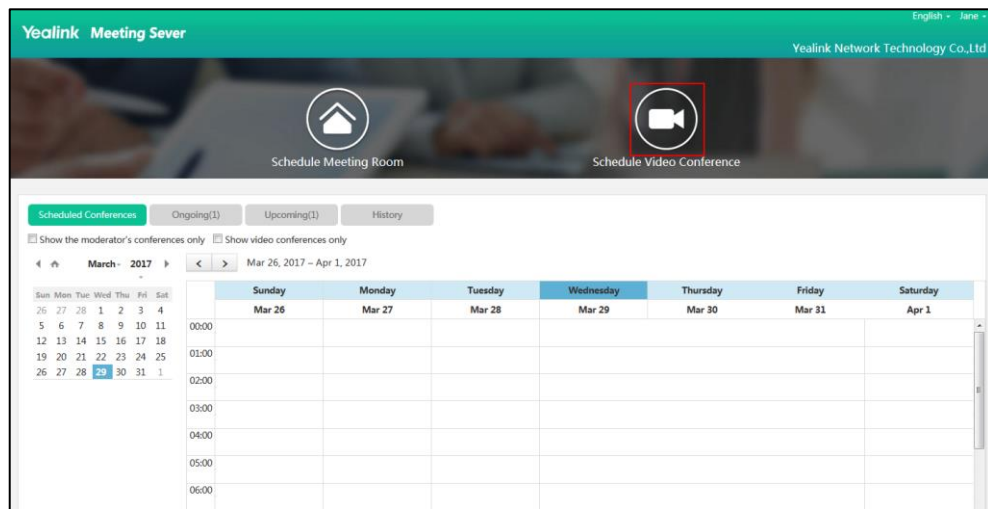 English Jane
Yealink Meeting Sever
Yealink Network Technology Co.,Ltd
Schedule Meeting Room
Schedule Video Conference
Scheduled Conferences
Ongoing(1)
Upcoming(1)
History
Show the moderator's conferences only
Show video conferences only
March 2017
Mar 26, 2017 – Apr 1, 2017
Sun Mon Tue Wed Thu Fri Sat
26 27 28 1 2 3 4
5 6 7 8 9 10 11
12 13 14 15 16 17 18
19 20 21 22 23 24 25
26 27 28 29 30 31 1
Sunday Monday Tuesday Wednesday Thursday Friday Saturday
Mar 26 Mar 27 Mar 28 Mar 29 Mar 30 Mar 31 Apr 1
00:00
01:00
02:00
03:00
04:00
05:00
06:00